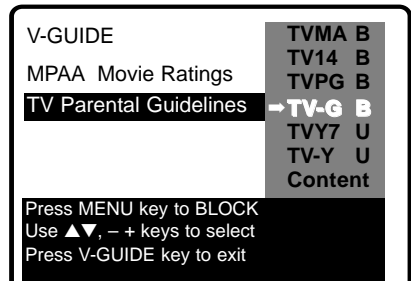 V-GUIDE
MPAA Movie Ratings
TV Parental Guidelines
TVMA B
TV14 B
TVPG B
➡TV-G B
TVY7 U
TV-Y U
Content
Press MENU key to BLOCK
Use ▲▼, – + keys to select
Press V-GUIDE key to exit